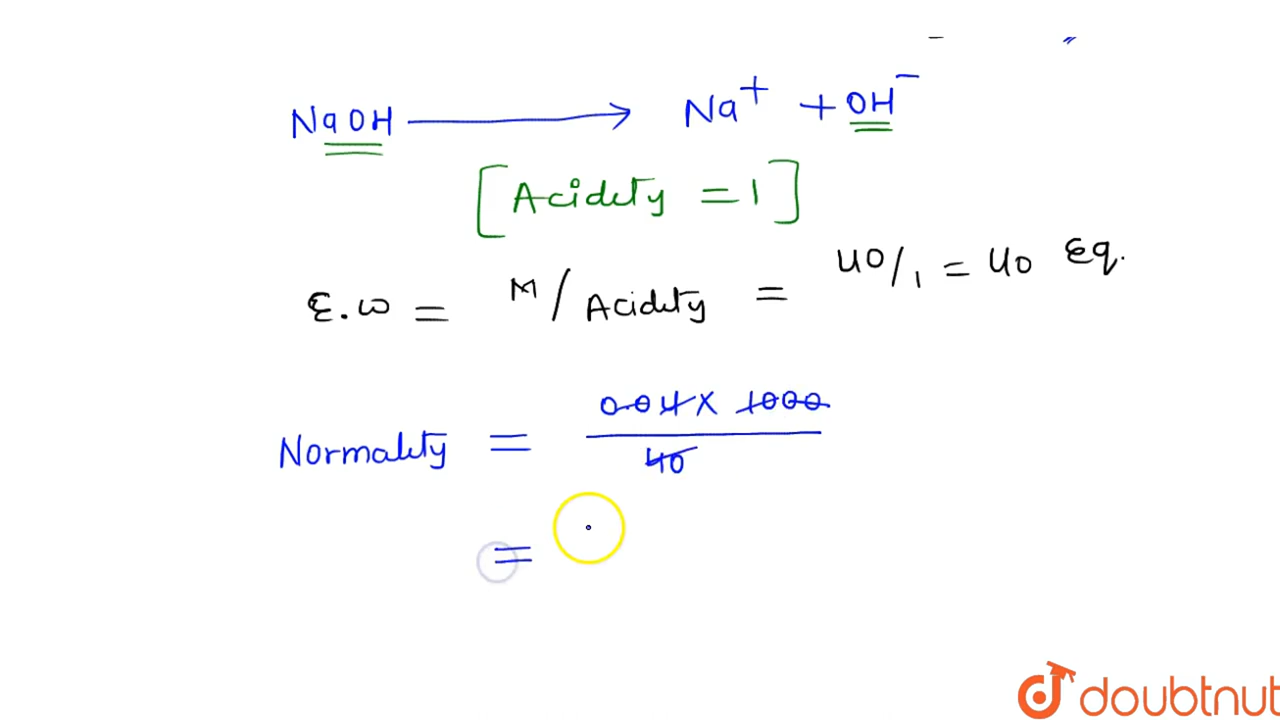 NaOH ⟶ Na⁺ + OH⁻
[Acidity = 1]
E.w = M/Acidity = 40/1 = 40 Eq.
Normality = 0.04 x 1000 / 40
=
doubtnut